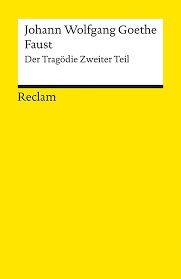 Johann Wolfgang Goethe
Faust
Der Tragödie Zweiter Teil
Reclam